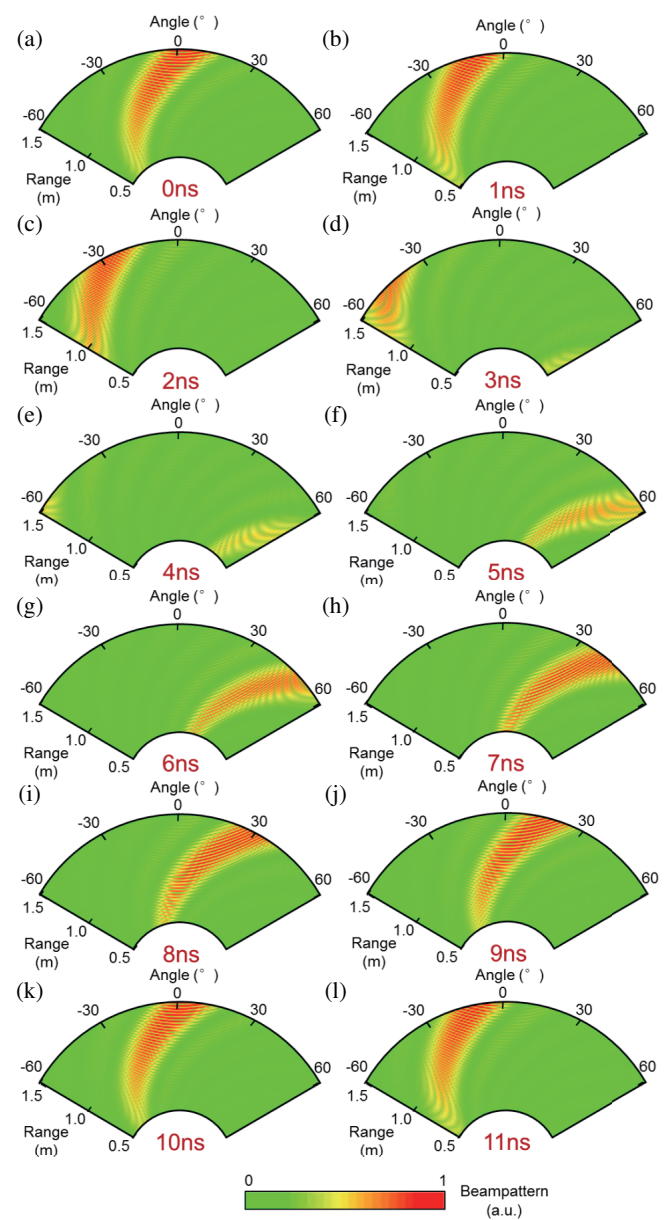 (a) Angle (°) (b) Angle (°)
0 0
-30 30 -30 30
-60 60 -60 60
1.5 1.5
1.0 1.0
Range Range
(m) 0.5 0ns (m) 0.5 1ns
(c) Angle (°) (d) Angle (°)
0 0
-30 30 -30 30
-60 60 -60 60
1.5 1.5
1.0 1.0
Range Range
(m) 0.5 2ns (m) 0.5 3ns
(e) Angle (°) (f) Angle (°)
0 0
-30 30 -30 30
-60 60 -60 60
1.5 1.5
1.0 1.0
Range Range
(m) 0.5 4ns (m) 0.5 5ns
(g) Angle (°) (h) Angle (°)
0 0
-30 30 -30 30
-60 60 -60 60
1.5 1.5
1.0 1.0
Range Range
(m) 0.5 6ns (m) 0.5 7ns
(i) Angle (°) (j) Angle (°)
0 0
-30 30 -30 30
-60 60 -60 60
1.5 1.5
1.0 1.0
Range Range
(m) 0.5 8ns (m) 0.5 9ns
(k) Angle (°) (l) Angle (°)
0 0
-30 30 -30 30
-60 60 -60 60
1.5 1.5
1.0 1.0
Range Range
(m) 0.5 10ns (m) 0.5 11ns
0 1
Beampattern
(a.u.)